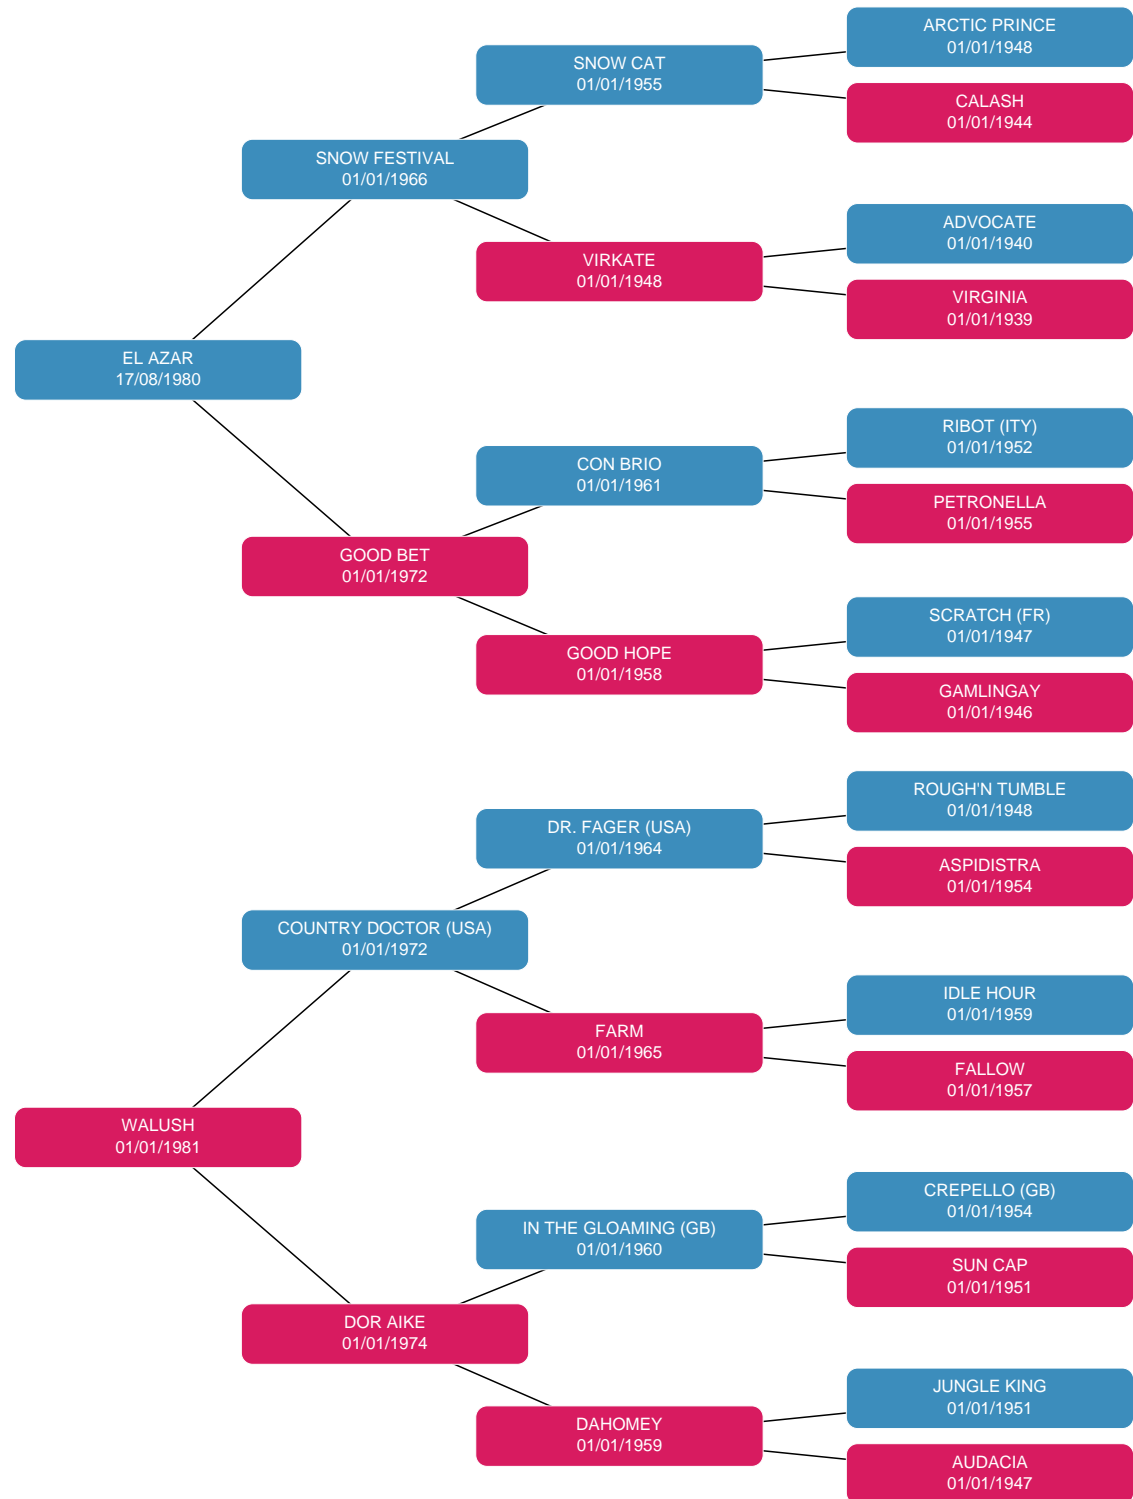 ARCTIC PRINCE
01/01/1948
SNOW CAT
01/01/1955
CALASH
01/01/1944
SNOW FESTIVAL
01/01/1966
ADVOCATE
01/01/1940
VIRKATE
01/01/1948
VIRGINIA
01/01/1939
EL AZAR
17/08/1980
RIBOT (ITY)
01/01/1952
CON BRIO
01/01/1961
PETRONELLA
01/01/1955
GOOD BET
01/01/1972
SCRATCH (FR)
01/01/1947
GOOD HOPE
01/01/1958
GAMLINGAY
01/01/1946
ROUGH'N TUMBLE
01/01/1948
DR. FAGER (USA)
01/01/1964
ASPIDISTRA
01/01/1954
COUNTRY DOCTOR (USA)
01/01/1972
IDLE HOUR
01/01/1959
FARM
01/01/1965
FALLOW
01/01/1957
WALUSH
01/01/1981
CREPELLO (GB)
01/01/1954
IN THE GLOAMING (GB)
01/01/1960
SUN CAP
01/01/1951
DOR AIKE
01/01/1974
JUNGLE KING
01/01/1951
DAHOMEY
01/01/1959
AUDACIA
01/01/1947